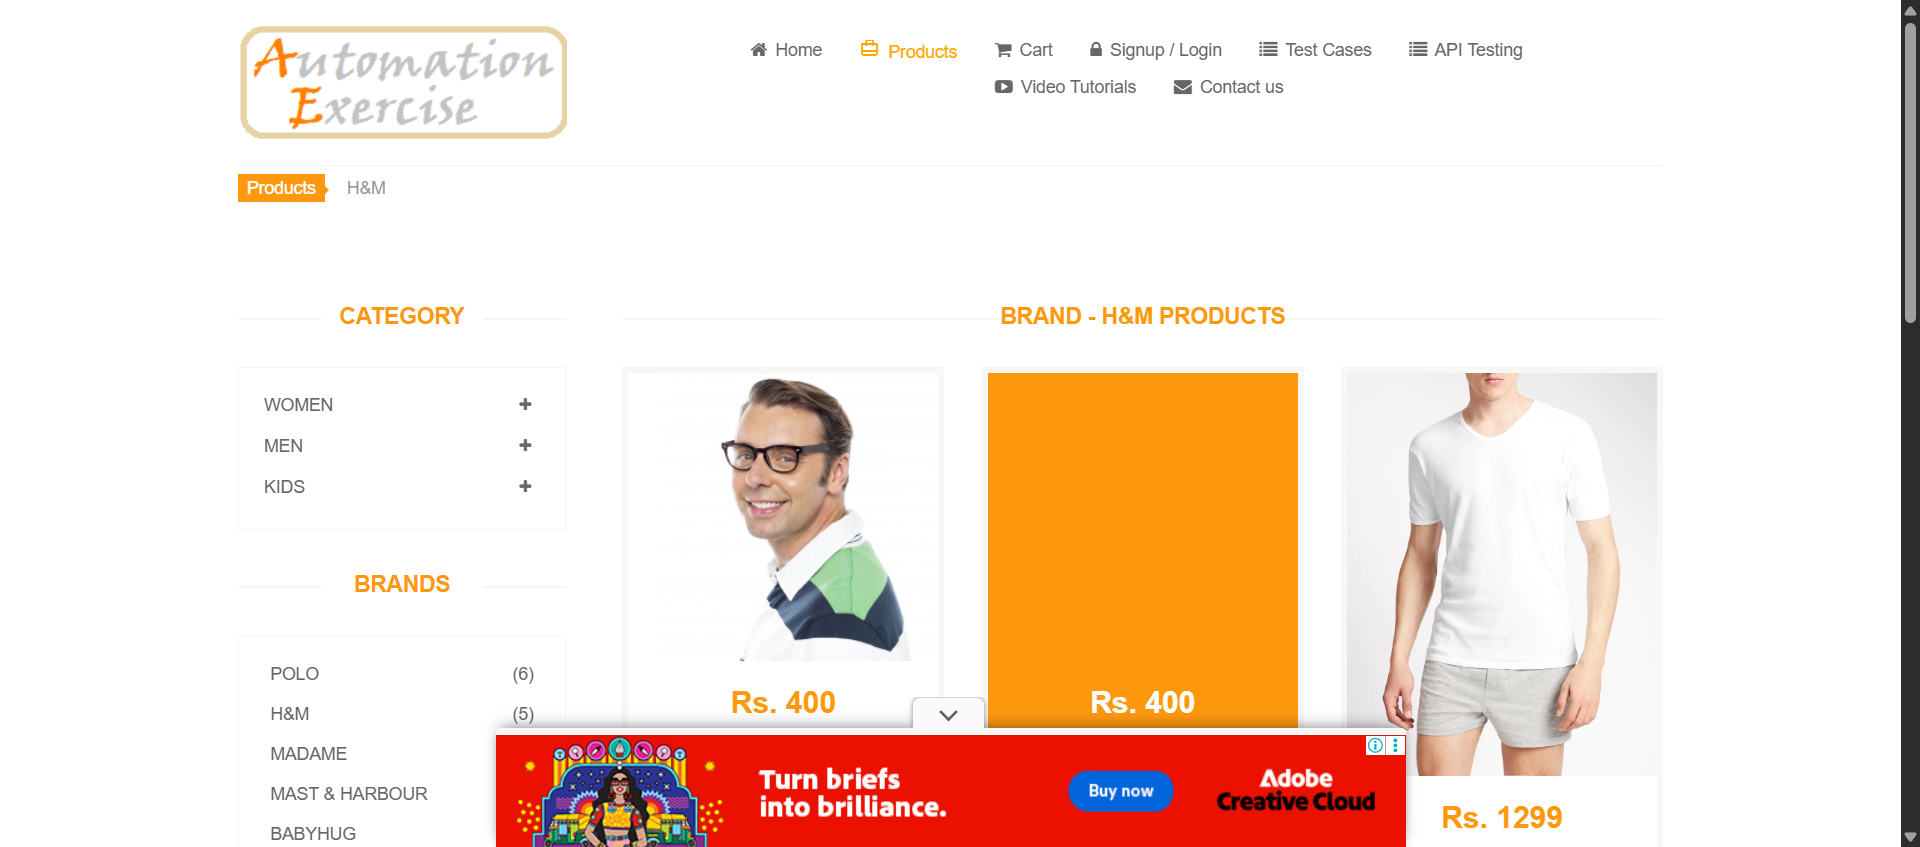 Automation
Exercise
Home
Products
Cart
Signup / Login
Test Cases
API Testing
Video Tutorials
Contact us
Products
H&M
CATEGORY
WOMEN
MEN
KIDS
BRANDS
POLO (6)
H&M (5)
MADAME
MAST & HARBOUR
BABYHUG
BRAND - H&M PRODUCTS
Rs. 400
Rs. 400
Rs. 1299
Turn briefs
into brilliance.
Buy now
Adobe
Creative Cloud